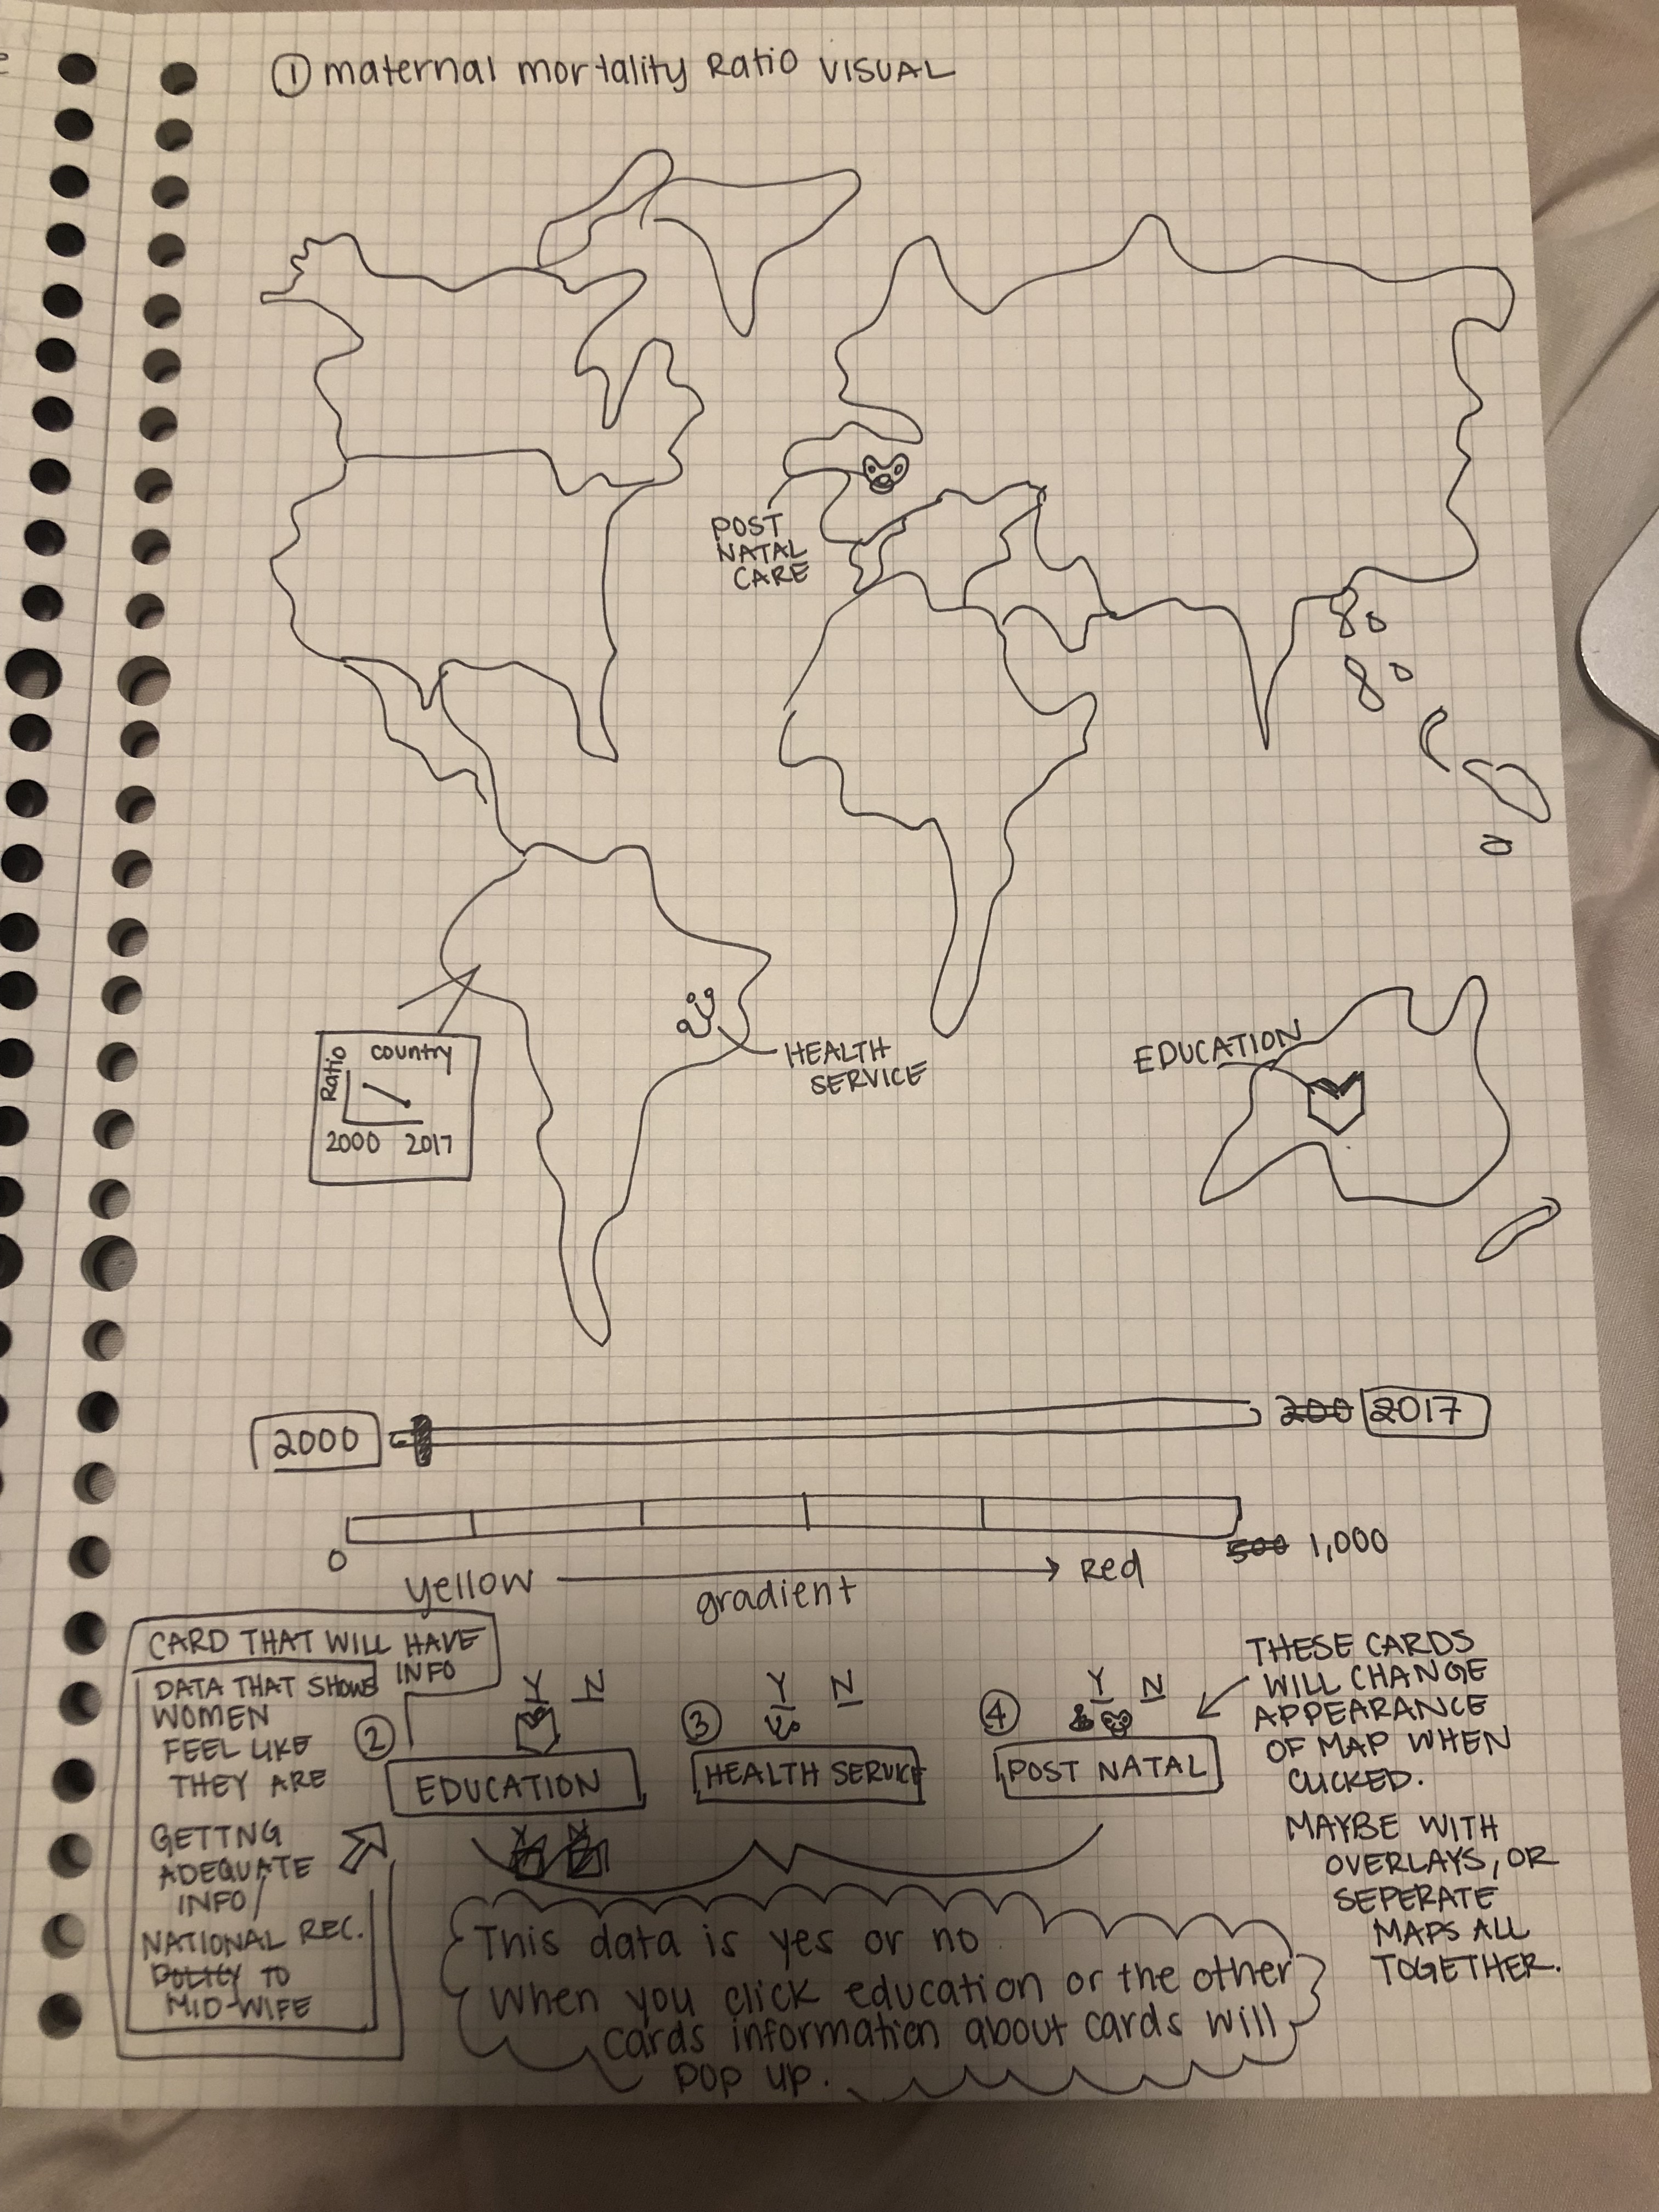 ① maternal mortality Ratio VISUAL
POST
NATAL
CARE
Ratio
country
2000 2017
HEALTH
SERVICE
EDUCATION
2000
200 2017
0
500 1,000
yellow → Red
gradient
CARD THAT WILL HAVE
INFO
DATA THAT SHOWS
WOMEN
FEEL LIKE
THEY ARE
GETTNG
ADEQUATE
INFO/
NATIONAL REC.
POLICY TO
MID-WIFE
② Y N
EDUCATION
Y N
③ Y N
HEALTH SERVICE
④ Y N
POST NATAL
THESE CARDS
WILL CHANGE
APPEARANCE
OF MAP WHEN
CLICKED.
MAYBE WITH
OVERLAYS, OR
SEPERATE
MAPS ALL
TOGETHER.
This data is yes or no
When you click education or the other
cards information about cards will
pop up.